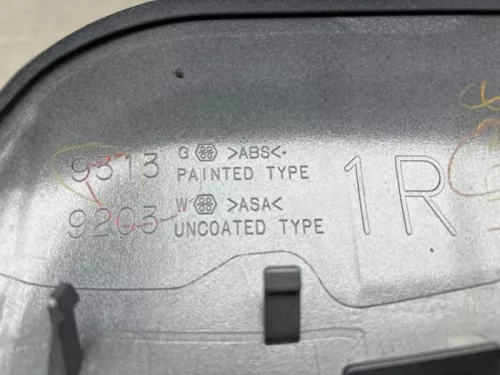 9313 G >ABS<
PAINTED TYPE
9203 W >ASA<
UNCOATED TYPE
1R